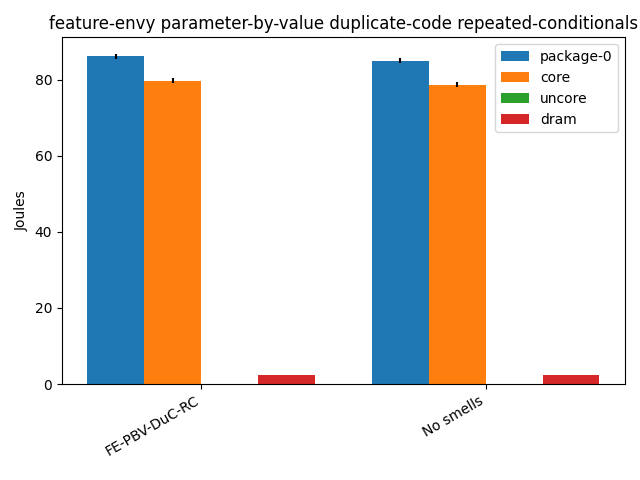 feature-envy parameter-by-value duplicate-code repeated-conditionals
package-0
core
uncore
dram
Joules
80
60
40
20
0
FE-PBV-DuC-RC
No smells